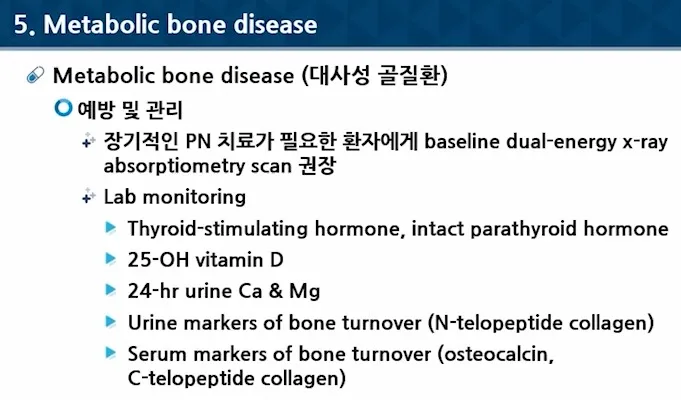 5. Metabolic bone disease
Metabolic bone disease (대사성 골질환)
예방 및 관리
장기적인 PN 치료가 필요한 환자에게 baseline dual-energy x-ray
absorptiometry scan 권장
Lab monitoring
Thyroid-stimulating hormone, intact parathyroid hormone
25-OH vitamin D
24-hr urine Ca & Mg
Urine markers of bone turnover (N-telopeptide collagen)
Serum markers of bone turnover (osteocalcin,
C-telopeptide collagen)